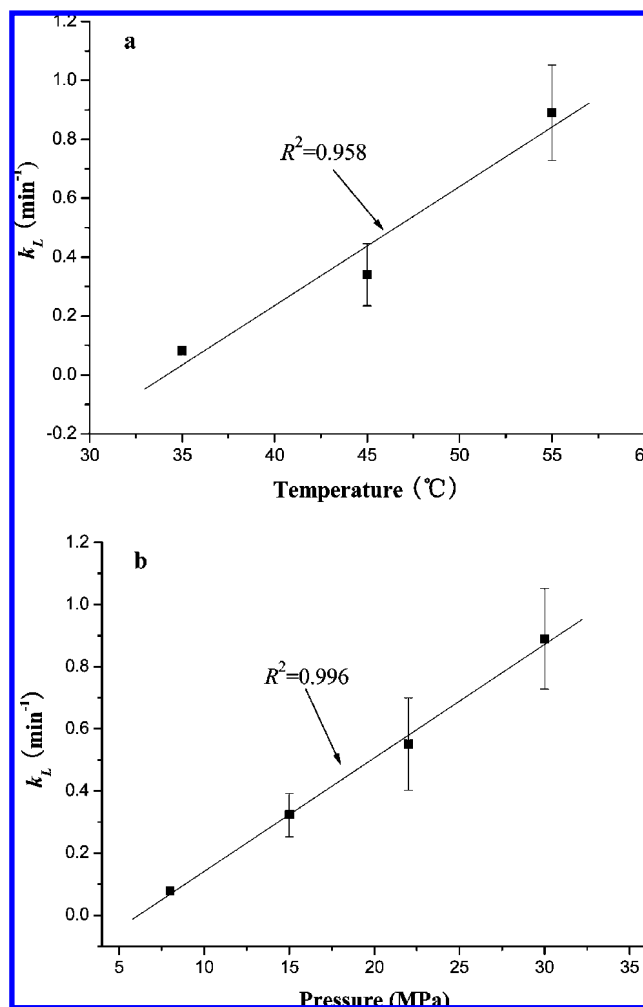 a
1.2
1.0
0.8
0.6
0.4
0.2
0.0
-0.2
k_L (min⁻¹)
R²=0.958
30 35 40 45 50 55 6
Temperature (℃)
b
1.2
1.0
0.8
0.6
0.4
0.2
0.0
k_L (min⁻¹)
R²=0.996
5 10 15 20 25 30 35
Pressure (MPa)